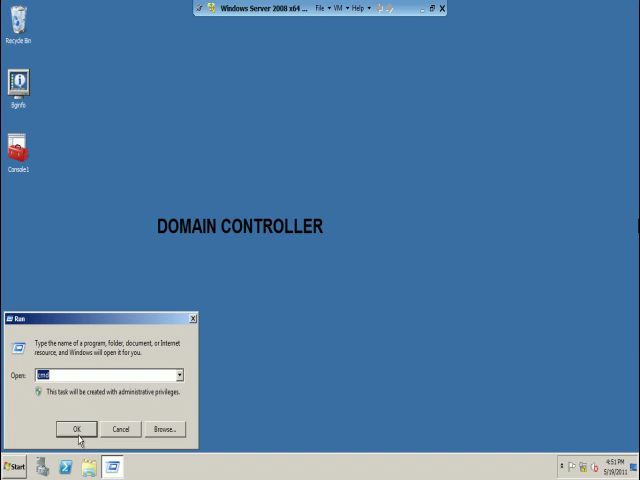 Windows Server 2008 x64 ... File VM Help
Recycle Bin
BgInfo
Console1
DOMAIN CONTROLLER
Run
Type the name of a program, folder, document, or Internet
resource, and Windows will open it for you.
Open: cmd
This task will be created with administrative privileges.
OK Cancel Browse...
Start
4:51 PM
5/19/2011